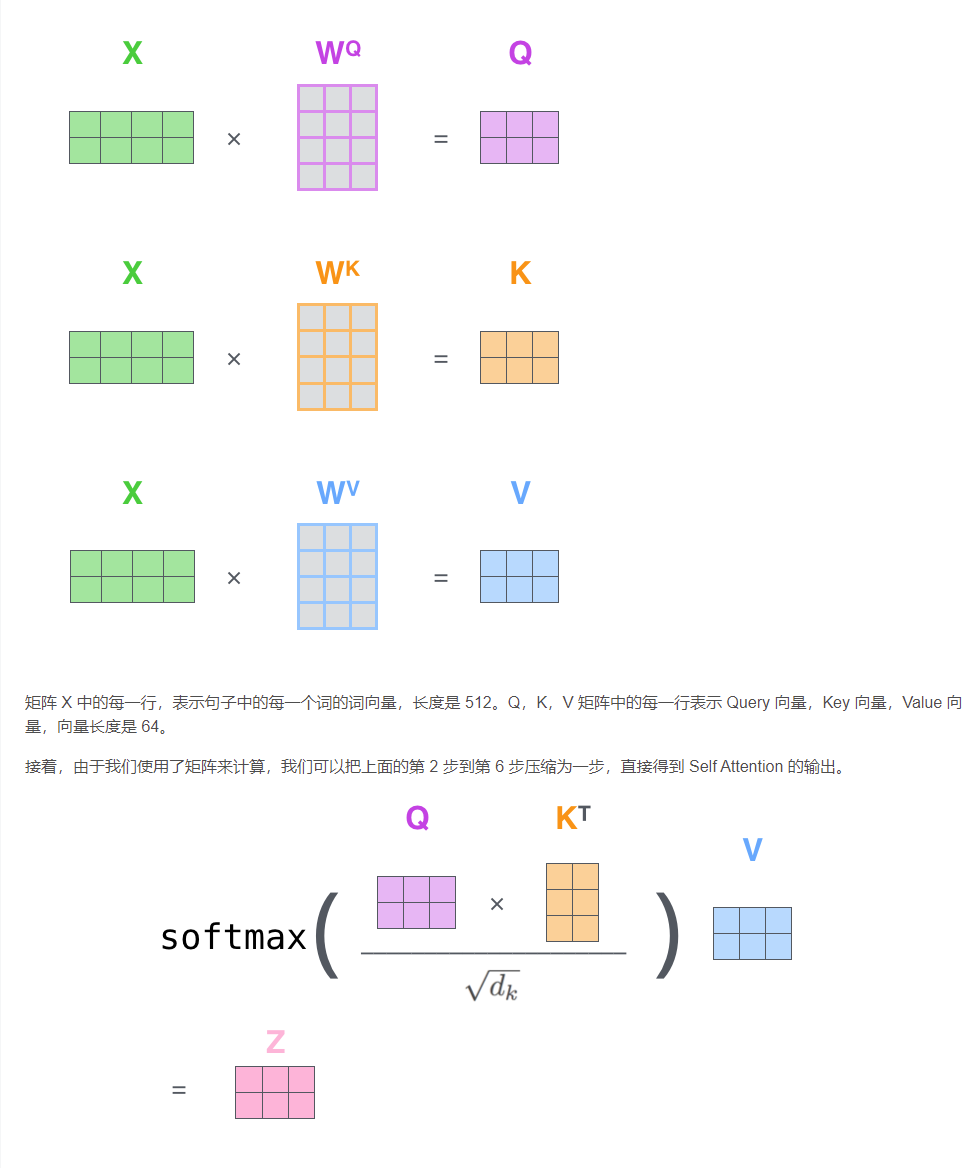 X W^Q Q
× =
X W^K K
× =
X W^V V
× =
矩阵 X 中的每一行，表示句子中的每一个词的词向量，长度是 512。Q，K，V 矩阵中的每一行表示 Query 向量，Key 向量，Value 向
量，向量长度是 64。
接着，由于我们使用了矩阵来计算，我们可以把上面的第 2 步到第 6 步压缩为一步，直接得到 Self Attention 的输出。
Q K^T
V
softmax( × )
√d_k
Z
=